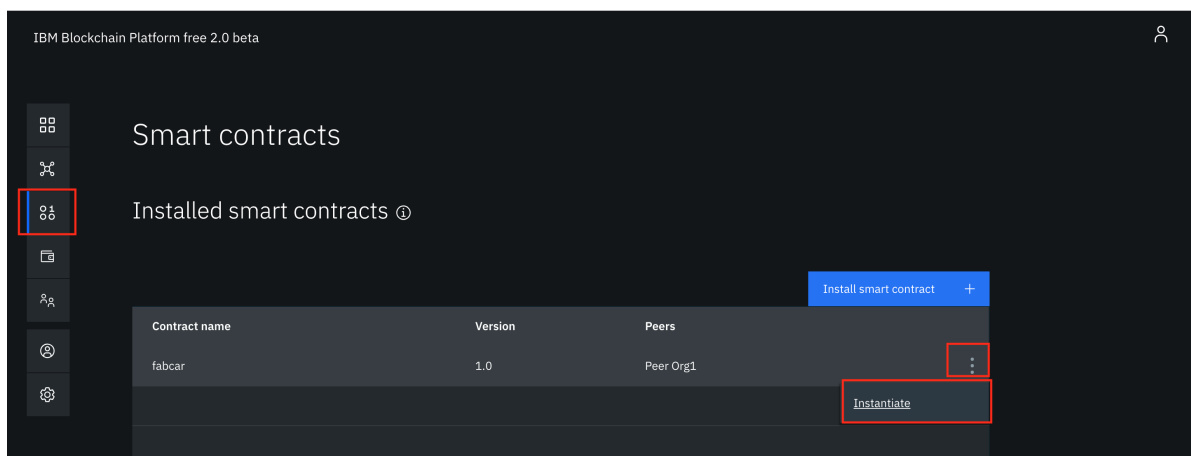 IBM Blockchain Platform free 2.0 beta
Smart contracts
Installed smart contracts
Install smart contract +
Contract name Version Peers
fabcar 1.0 Peer Org1
Instantiate